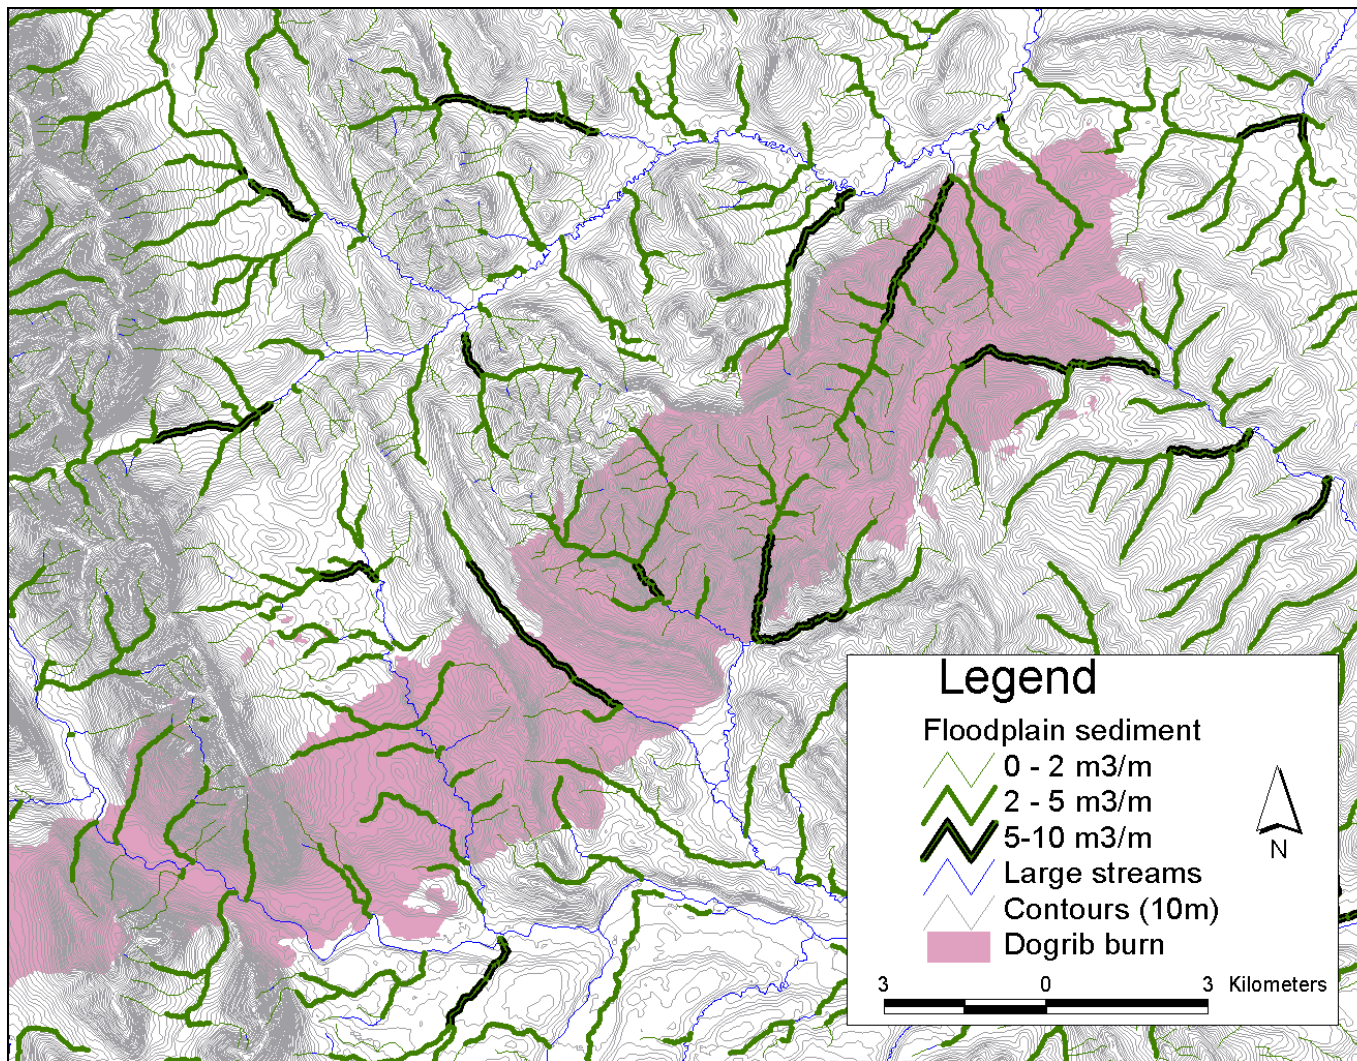 Legend
Floodplain sediment
0 - 2 m3/m
2 - 5 m3/m
5-10 m3/m
Large streams
Contours (10m)
Dogrib burn
N
3 0 3 Kilometers